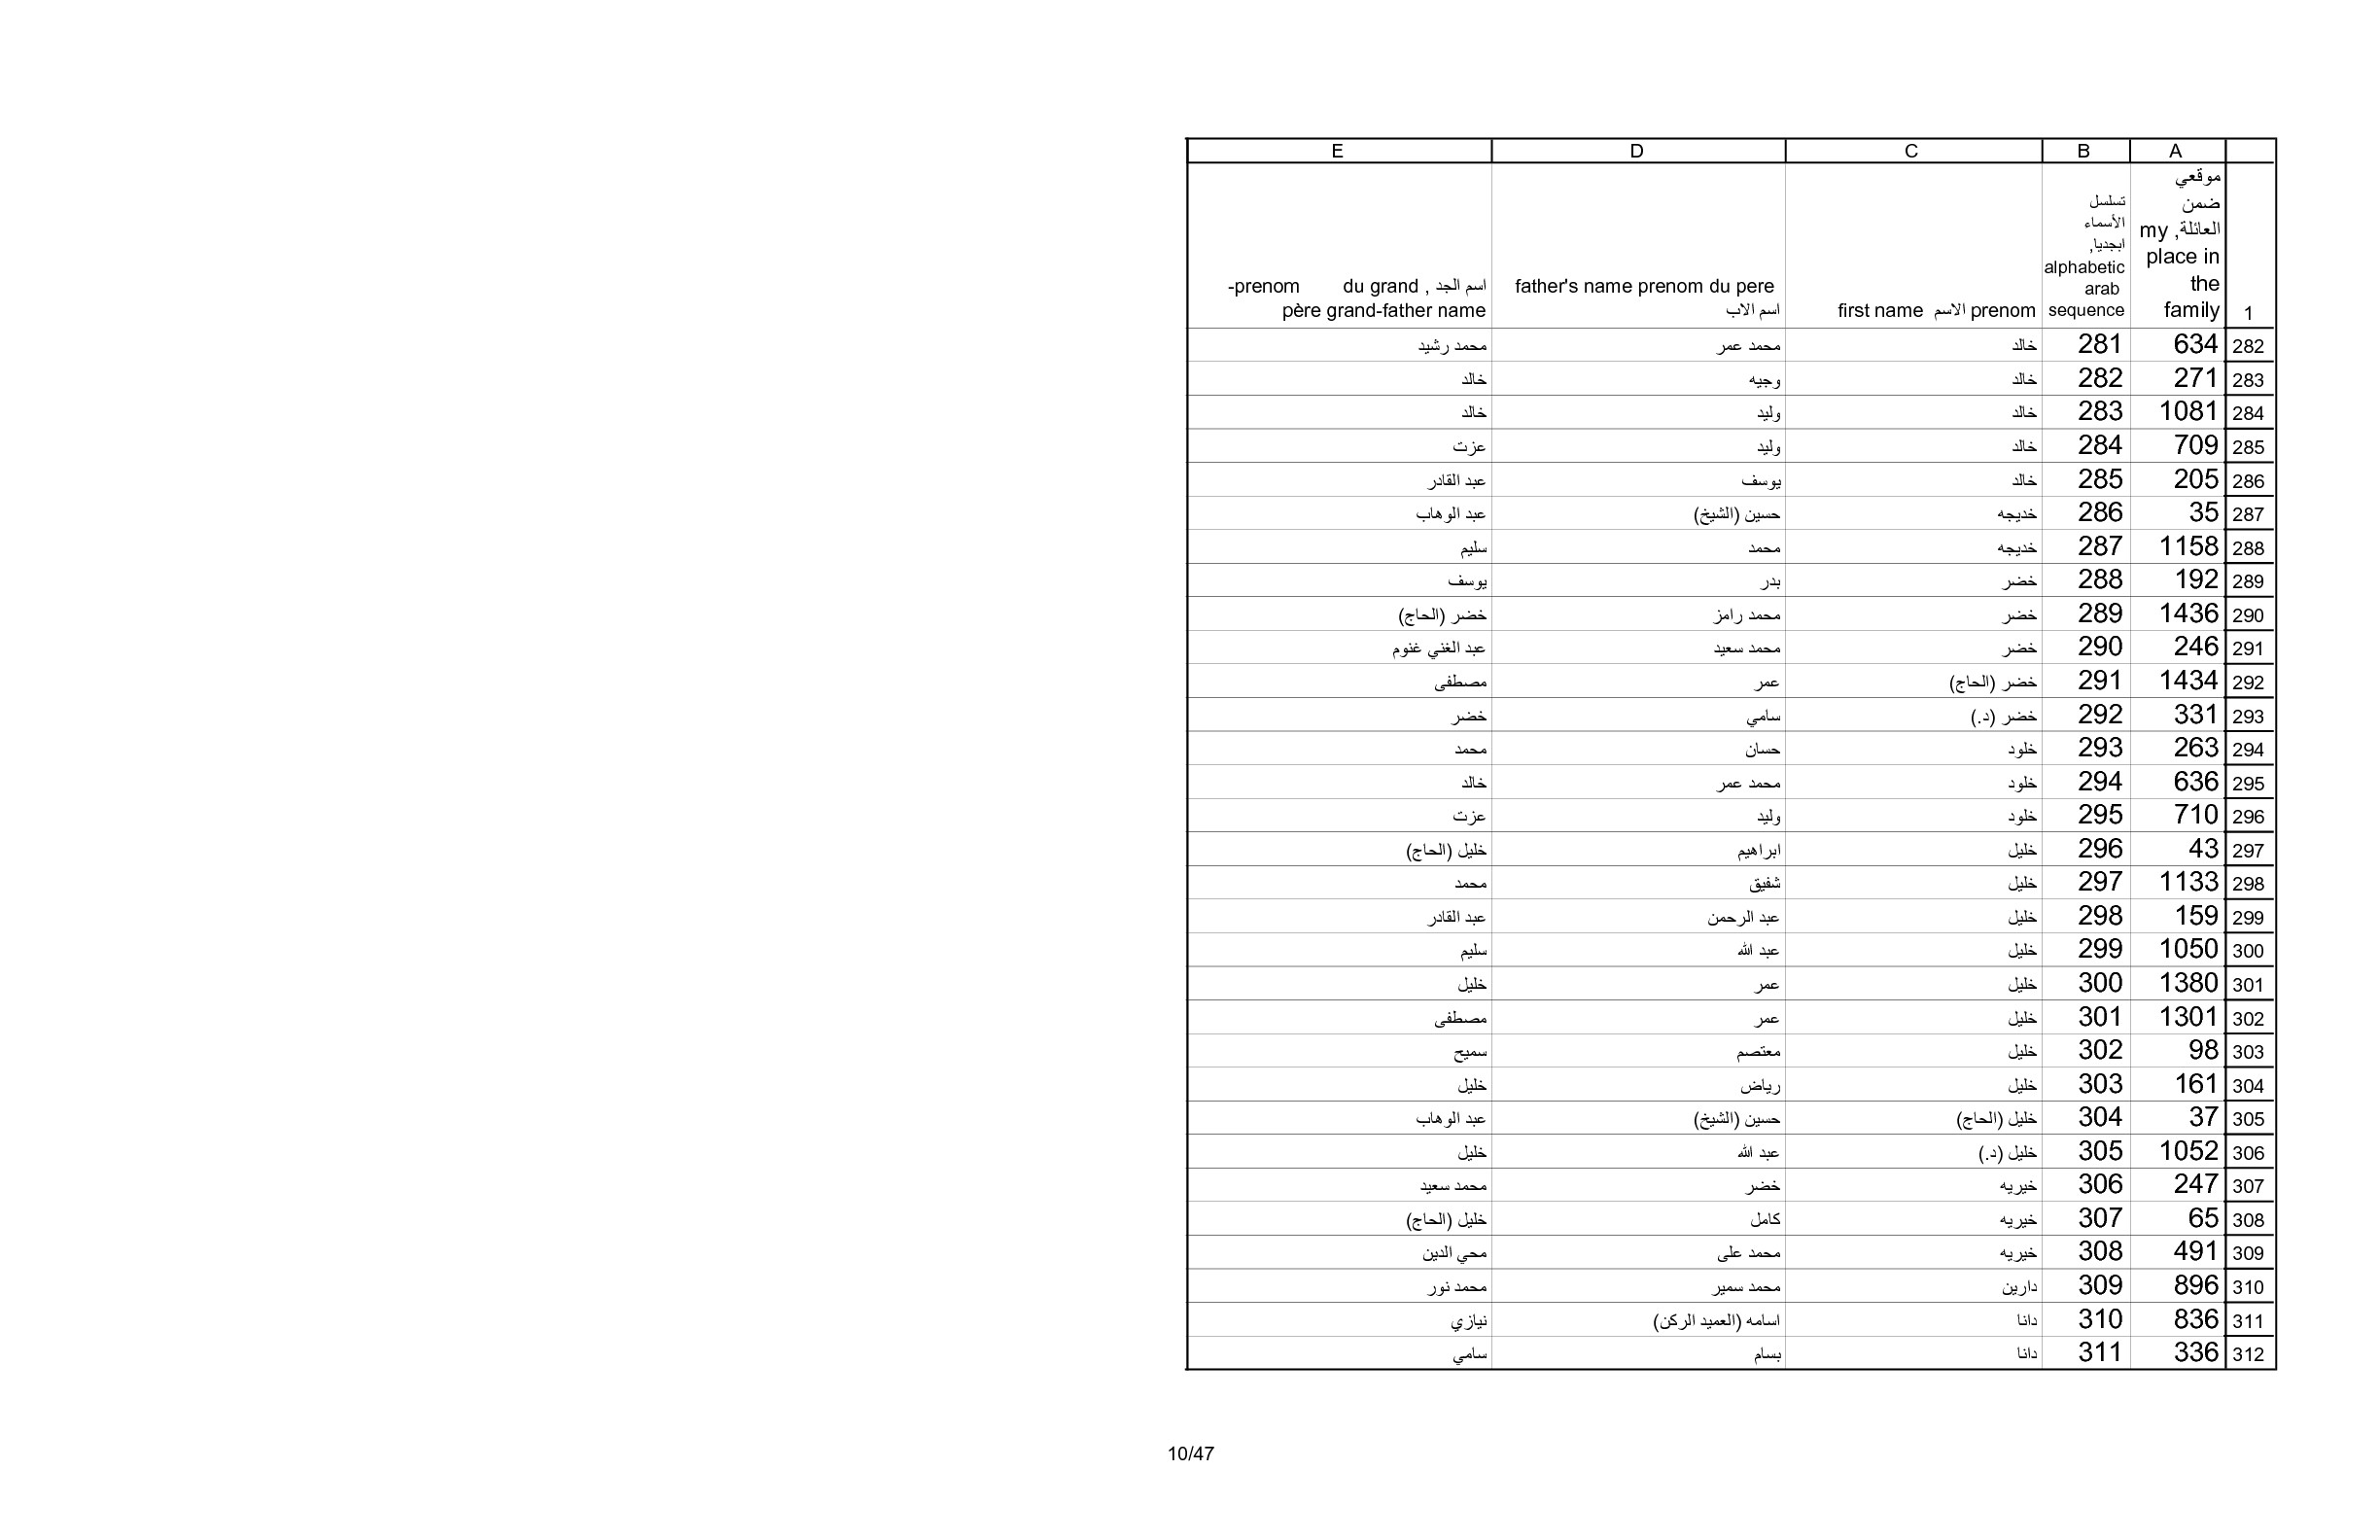 A B C D E
1 موقعي ضمن العائلة, my place in the family تسلسل الأسماء ابجديا, alphabetic arab sequence first name الاسم prenom father's name prenom du pere اسم الاب اسم الجد , du grand prenom- père grand-father name
282 634 281 خالد محمد عمر محمد رشيد
283 271 282 خالد وجيه خالد
284 1081 283 خالد وليد خالد
285 709 284 خالد وليد عزت
286 205 285 خالد يوسف عبد القادر
287 35 286 خديجه حسين (الشيخ) عبد الوهاب
288 1158 287 خديجه محمد سليم
289 192 288 خضر بدر يوسف
290 1436 289 خضر محمد رامز خضر (الحاج)
291 246 290 خضر محمد سعيد عبد الغني غنوم
292 1434 291 خضر (الحاج) عمر مصطفى
293 331 292 خضر (د.) سامي خضر
294 263 293 خلود حسان محمد
295 636 294 خلود محمد عمر خالد
296 710 295 خلود وليد عزت
297 43 296 خليل ابراهيم خليل (الحاج)
298 1133 297 خليل شفيق محمد
299 159 298 خليل عبد الرحمن عبد القادر
300 1050 299 خليل عبد الله سليم
301 1380 300 خليل عمر خليل
302 1301 301 خليل عمر مصطفى
303 98 302 خليل معتصم سميح
304 161 303 خليل رياض خليل
305 37 304 خليل (الحاج) حسين (الشيخ) عبد الوهاب
306 1052 305 خليل (د.) عبد الله خليل
307 247 306 خيريه خضر محمد سعيد
308 65 307 خيريه كامل خليل (الحاج)
309 491 308 خيريه محمد على محي الدين
310 896 309 دارين محمد سمير محمد نور
311 836 310 دانا اسامه (العميد الركن) نيازي
312 336 311 دانا بسام سامي
10/47